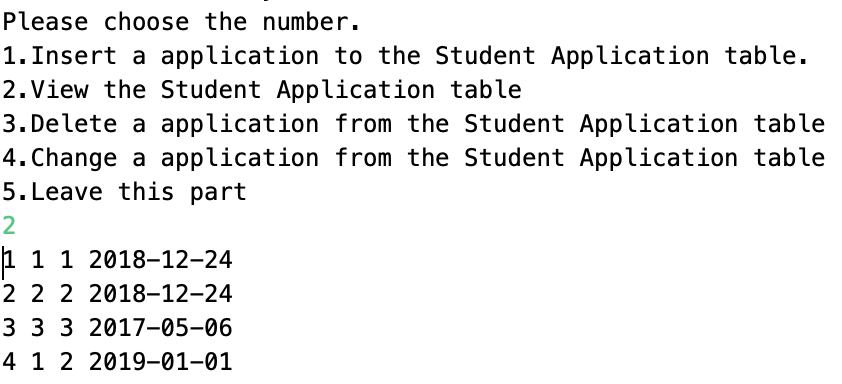 Please choose the number.
1.Insert a application to the Student Application table.
2.View the Student Application table
3.Delete a application from the Student Application table
4.Change a application from the Student Application table
5.Leave this part
2
1 1 1 2018-12-24
2 2 2 2018-12-24
3 3 3 2017-05-06
4 1 2 2019-01-01